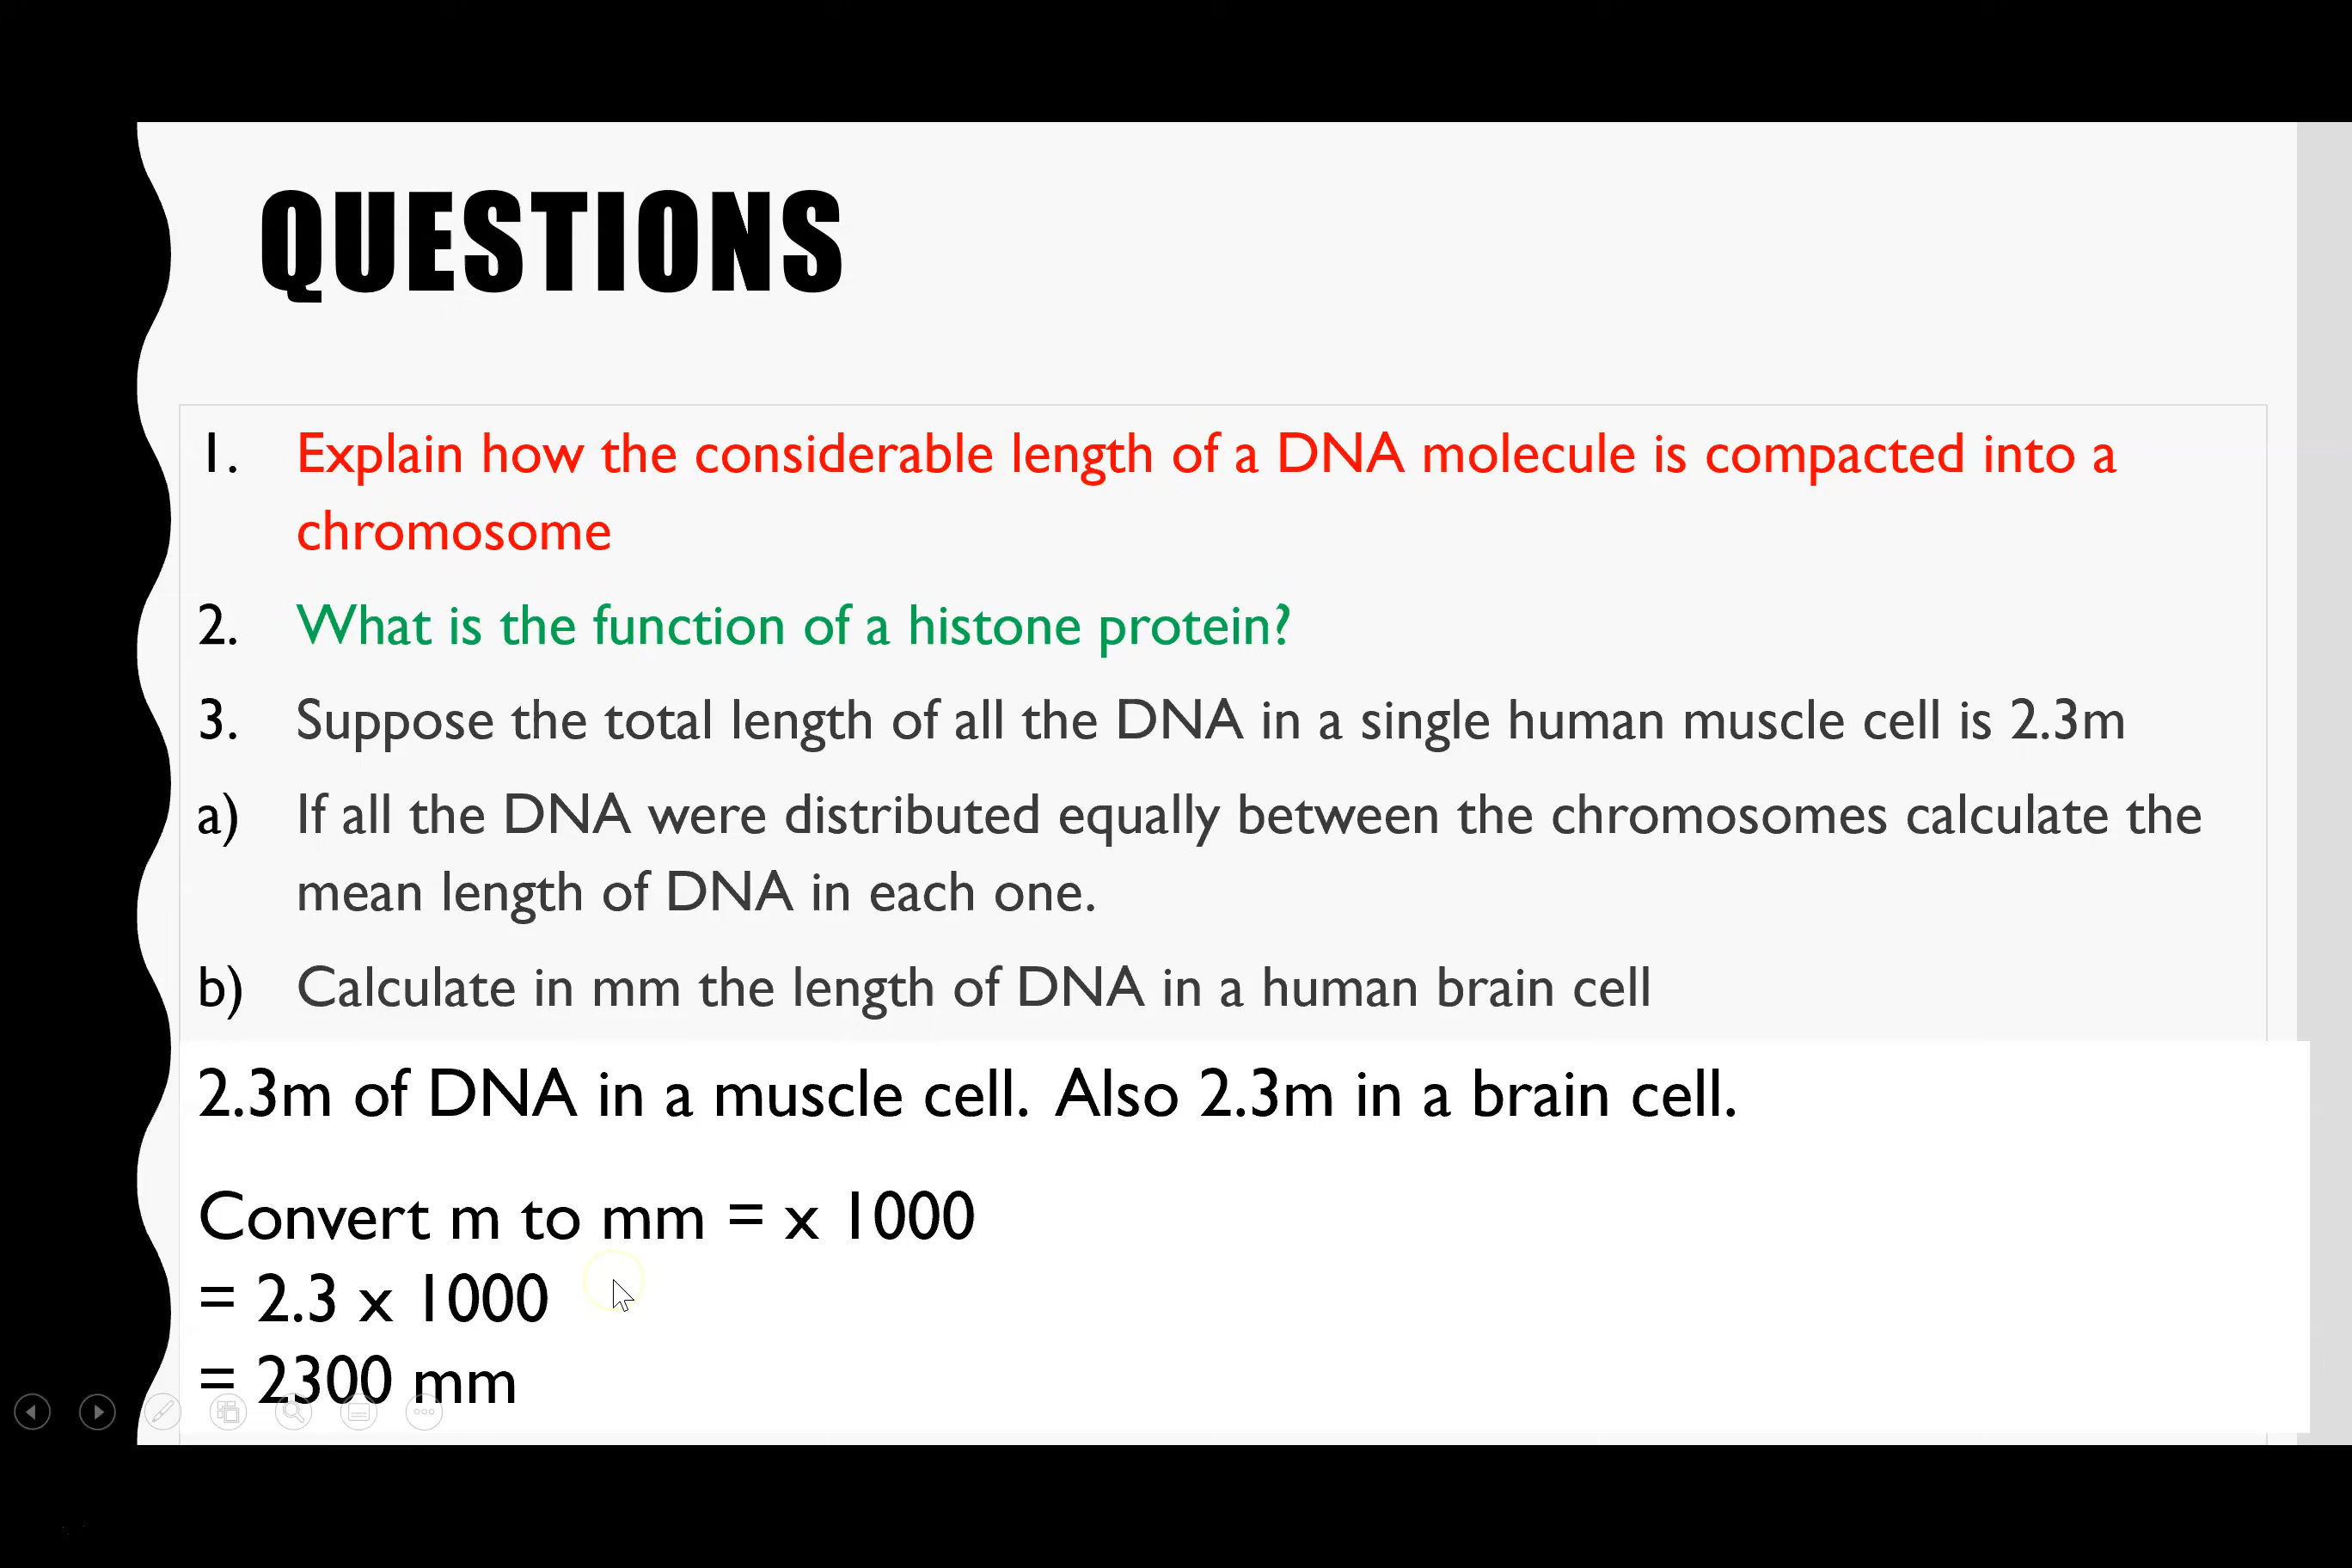 QUESTIONS
1. Explain how the considerable length of a DNA molecule is compacted into a
chromosome
2. What is the function of a histone protein?
3. Suppose the total length of all the DNA in a single human muscle cell is 2.3m
a) If all the DNA were distributed equally between the chromosomes calculate the
mean length of DNA in each one.
b) Calculate in mm the length of DNA in a human brain cell
2.3m of DNA in a muscle cell. Also 2.3m in a brain cell.
Convert m to mm = x 1000
= 2.3 x 1000
= 2300 mm